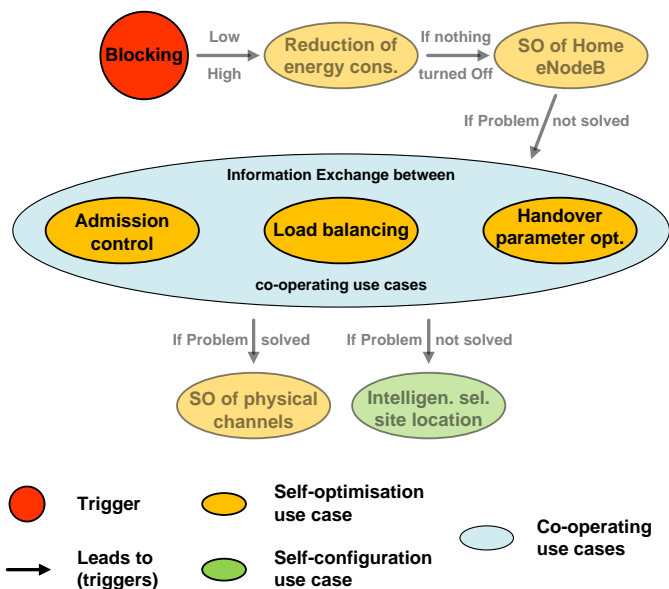 Blocking
Low
High
Reduction of
energy cons.
If nothing
turned Off
SO of Home
eNodeB
If Problem not solved
Information Exchange between
Admission
control
Load balancing
Handover
parameter opt.
co-operating use cases
If Problem solved
If Problem not solved
SO of physical
channels
Intelligen. sel.
site location
Trigger
Self-optimisation
use case
Co-operating
use cases
Leads to
(triggers)
Self-configuration
use case